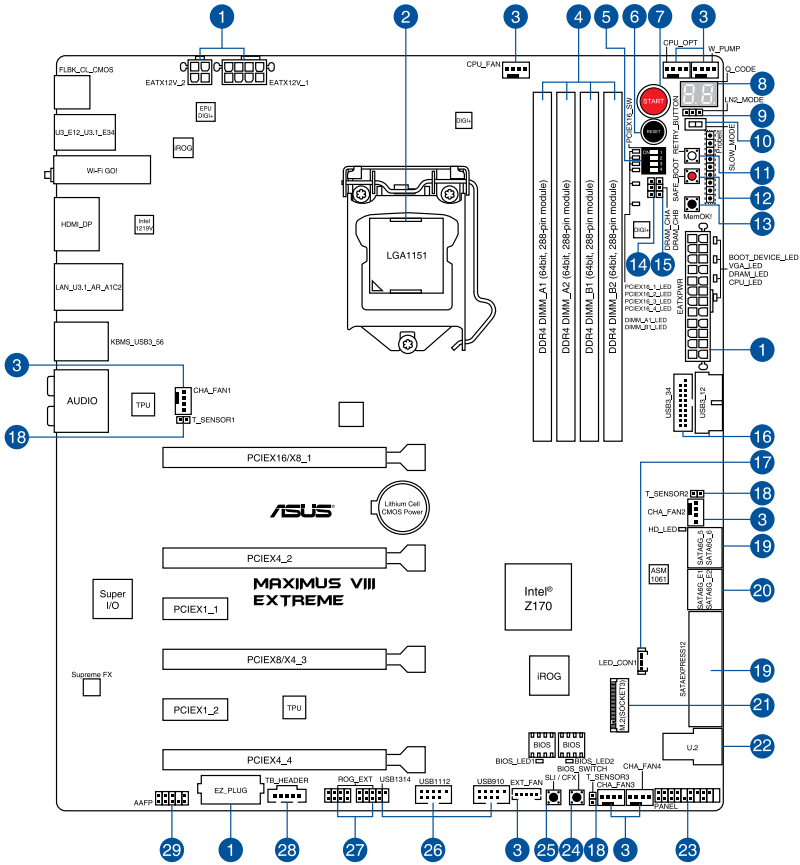 1
2
3
4
5
6
7
3
CPU_OPT
W_PUMP
Q_CODE
CPU_FAN
FLBK_CL_CMOS
EATX12V_2
EATX12V_1
EPU
DIGI+
DIGI+
iROG
U3_E12_U3.1_E34
Wi-Fi GO!
HDMI_DP
Intel
1219V
LGA1151
DDR4 DIMM_A1 (64bit, 288-pin module)
DDR4 DIMM_A2 (64bit, 288-pin module)
DDR4 DIMM_B1 (64bit, 288-pin module)
DDR4 DIMM_B2 (64bit, 288-pin module)
PCIEX16_SW
START
RESET
RETRY_BUTTON
SAFE_BOOT
8
LN2_MODE
9
10
SLOW_MODE
ProbeIt
11
12
MemOK!
13
DRAM_CHA
DRAM_CHB
DIGI+
14
15
BOOT_DEVICE_LED
VGA_LED
DRAM_LED
CPU_LED
PCIEX16_1_LED
PCIEX16_2_LED
PCIEX16_3_LED
PCIEX16_4_LED
DIMM_A1_LED
DIMM_B1_LED
EATXPWR
1
LAN_U3.1_AR_A1C2
KBMS_USB3_56
3
AUDIO
TPU
CHA_FAN1
T_SENSOR1
18
USB3_34
USB3_12
16
17
PCIEX16/X8_1
ASUS
Lithium Cell
CMOS Power
T_SENSOR2
18
CHA_FAN2
3
HD_LED
SATA6G_5
SATA6G_6
19
PCIEX4_2
MAXIMUS VIII
EXTREME
Super
I/O
PCIEX1_1
Intel®
Z170
ASM
1061
SATA6G_E1
SATA6G_E2
20
PCIEX8/X4_3
LED_CON1
SATAEXPRESS12
19
Supreme FX
PCIEX1_2
TPU
iROG
M.2(SOCKET3)
21
PCIEX4_4
BIOS
BIOS
U.2
22
BIOS_LED1
BIOS_LED2
BIOS_SWITCH
CHA_FAN4
AAFP
EZ_PLUG
TB_HEADER
ROG_EXT
USB1314
USB1112
USB910
EXT_FAN
SLI / CFX
T_SENSOR3
CHA_FAN3
PANEL
29
1
28
27
26
3
25
24
18
3
23